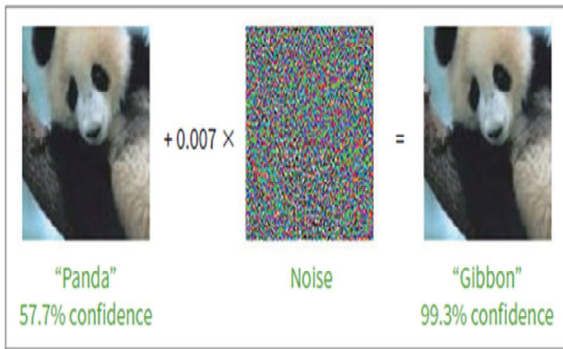 + 0.007 × =
“Panda” Noise “Gibbon”
57.7% confidence 99.3% confidence